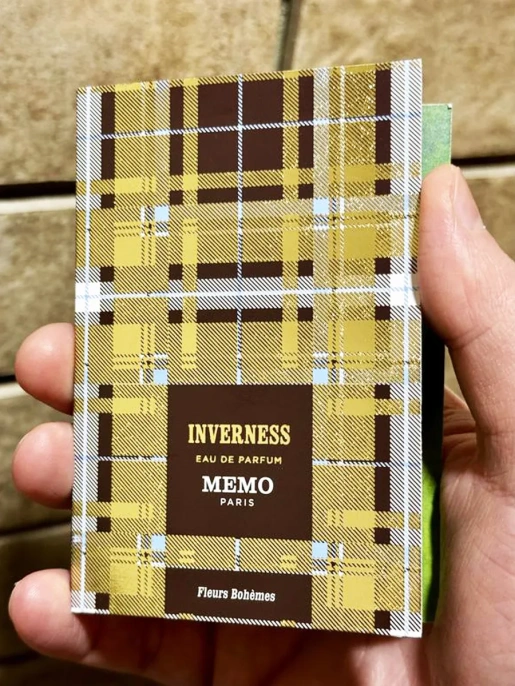 INVERNESS
EAU DE PARFUM
MEMO
PARIS
Fleurs Bohèmes